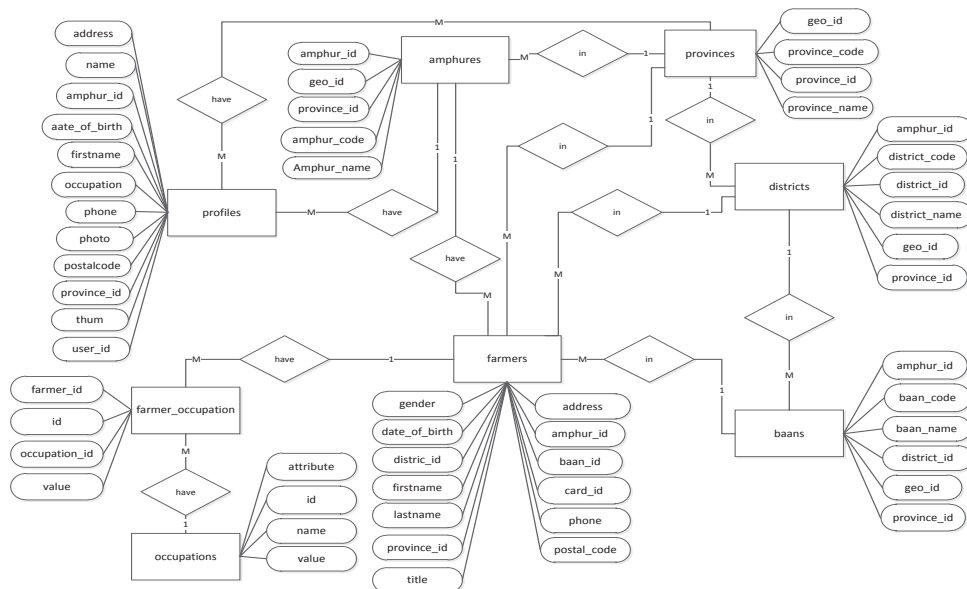 address
name
amphur_id
aate_of_birth
firstname
occupation
phone
photo
postalcode
province_id
thum
user_id
have
M
M
profiles
amphur_id
geo_id
province_id
amphur_code
Amphur_name
amphures
M
in
1
provinces
geo_id
province_code
province_id
province_name
1
in
M
1
in
M
1
1
M
have
have
M
in
1
M
districts
amphur_id
district_code
district_id
district_name
geo_id
province_id
1
in
M
M
have
1
farmers
M
in
1
baans
amphur_id
baan_code
baan_name
district_id
geo_id
province_id
farmer_id
id
occupation_id
value
farmer_occupation
M
have
1
occupations
attribute
id
name
value
gender
date_of_birth
distric_id
firstname
lastname
province_id
title
address
amphur_id
baan_id
card_id
phone
postal_code